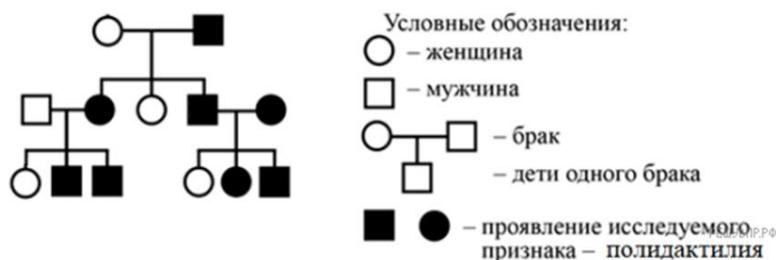 Условные обозначения:
– женщина
– мужчина
– брак
– дети одного брака
– проявление исследуемого
признака – полидактилия